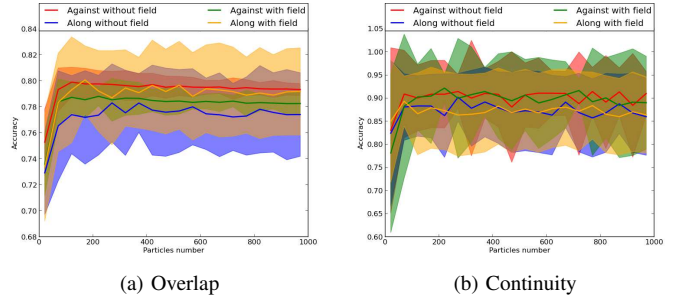 Against without field
Along without field
Against with field
Along with field
0.84
0.82
0.80
0.78
0.76
0.74
0.72
0.70
0.68
Accuracy
0
200
400
600
800
1000
Particles number
(a) Overlap
Against without field
Along without field
Against with field
Along with field
1.05
1.00
0.95
0.90
0.85
0.80
0.75
0.70
0.65
0.60
Accuracy
0
200
400
600
800
1000
Particles number
(b) Continuity